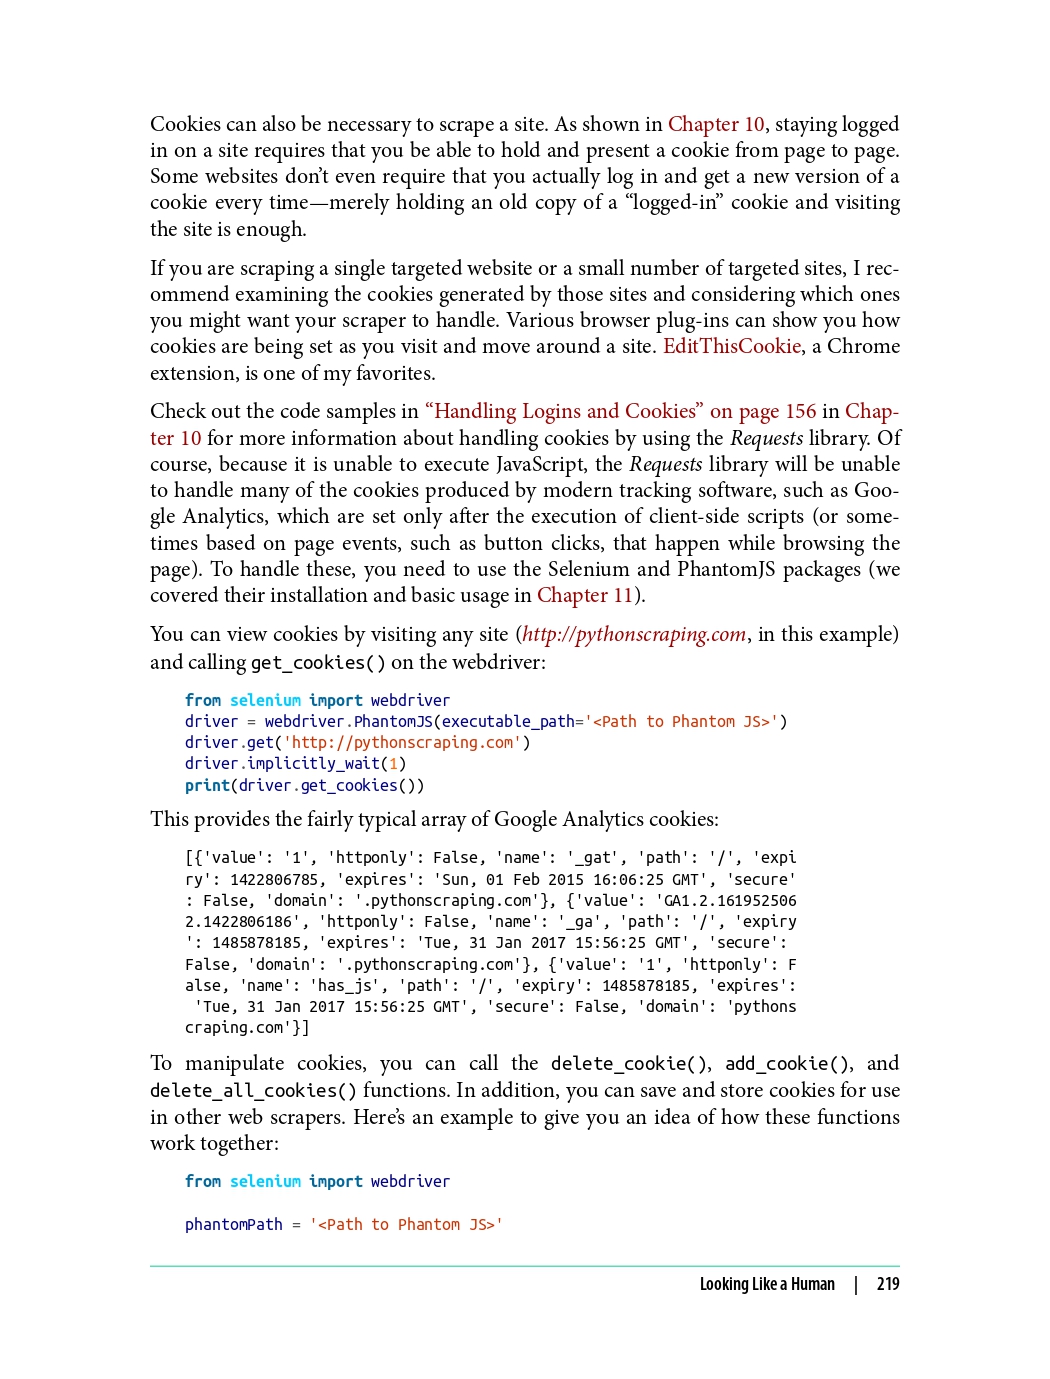 Cookies can also be necessary to scrape a site. As shown in Chapter 10, staying logged
in on a site requires that you be able to hold and present a cookie from page to page.
Some websites don’t even require that you actually log in and get a new version of a
cookie every time—merely holding an old copy of a “logged-in” cookie and visiting
the site is enough.
If you are scraping a single targeted website or a small number of targeted sites, I rec-
ommend examining the cookies generated by those sites and considering which ones
you might want your scraper to handle. Various browser plug-ins can show you how
cookies are being set as you visit and move around a site. EditThisCookie, a Chrome
extension, is one of my favorites.
Check out the code samples in “Handling Logins and Cookies” on page 156 in Chap-
ter 10 for more information about handling cookies by using the Requests library. Of
course, because it is unable to execute JavaScript, the Requests library will be unable
to handle many of the cookies produced by modern tracking software, such as Goo-
gle Analytics, which are set only after the execution of client-side scripts (or some-
times based on page events, such as button clicks, that happen while browsing the
page). To handle these, you need to use the Selenium and PhantomJS packages (we
covered their installation and basic usage in Chapter 11).
You can view cookies by visiting any site (http://pythonscraping.com, in this example)
and calling get_cookies() on the webdriver:
from selenium import webdriver
driver = webdriver.PhantomJS(executable_path='<Path to Phantom JS>')
driver.get('http://pythonscraping.com')
driver.implicitly_wait(1)
print(driver.get_cookies())
This provides the fairly typical array of Google Analytics cookies:
[{'value': '1', 'httponly': False, 'name': '_gat', 'path': '/', 'expi
ry': 1422806785, 'expires': 'Sun, 01 Feb 2015 16:06:25 GMT', 'secure'
: False, 'domain': '.pythonscraping.com'}, {'value': 'GA1.2.161952506
2.1422806186', 'httponly': False, 'name': '_ga', 'path': '/', 'expiry
': 1485878185, 'expires': 'Tue, 31 Jan 2017 15:56:25 GMT', 'secure':
False, 'domain': '.pythonscraping.com'}, {'value': '1', 'httponly': F
alse, 'name': 'has_js', 'path': '/', 'expiry': 1485878185, 'expires':
'Tue, 31 Jan 2017 15:56:25 GMT', 'secure': False, 'domain': 'pythons
craping.com'}]
To manipulate cookies, you can call the delete_cookie(), add_cookie(), and
delete_all_cookies() functions. In addition, you can save and store cookies for use
in other web scrapers. Here’s an example to give you an idea of how these functions
work together:
from selenium import webdriver
phantomPath = '<Path to Phantom JS>'
Looking Like a Human | 219